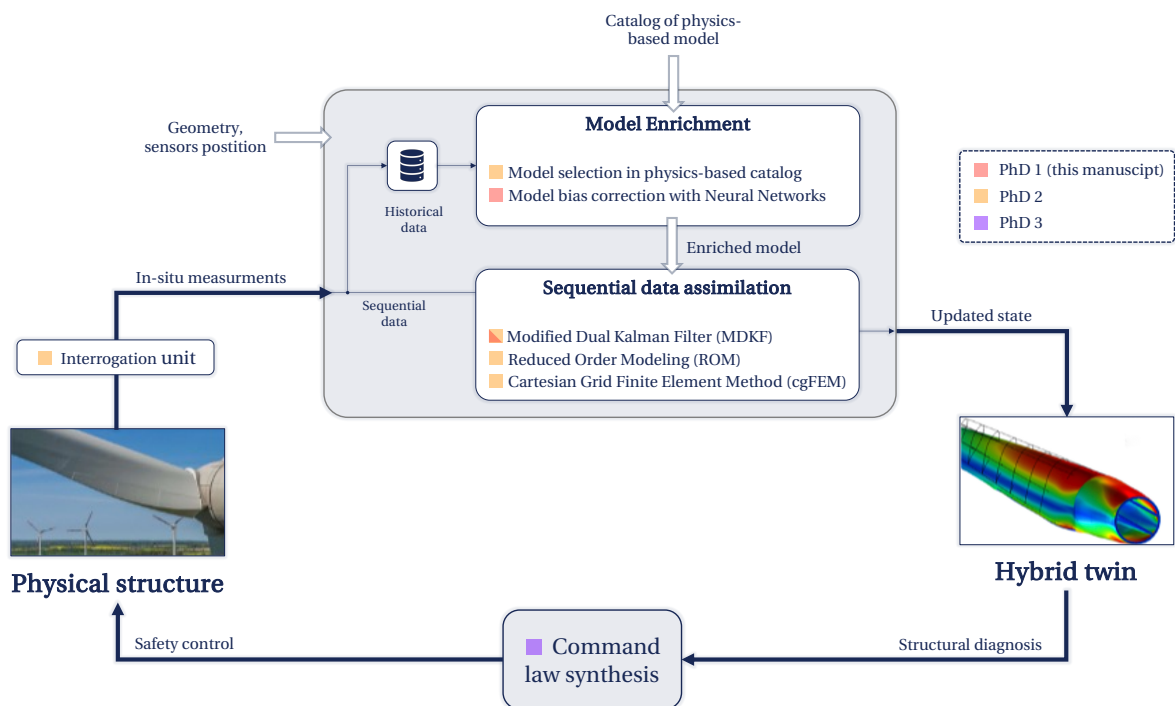 Catalog of physics-
based model
Geometry,
sensors postition
Model Enrichment
Model selection in physics-based catalog
Model bias correction with Neural Networks
Historical
data
PhD 1 (this manuscipt)
PhD 2
PhD 3
Enriched model
In-situ measurments
Sequential
data
Sequential data assimilation
Modified Dual Kalman Filter (MDKF)
Reduced Order Modeling (ROM)
Cartesian Grid Finite Element Method (cgFEM)
Updated state
Interrogation unit
Physical structure
Hybrid twin
Safety control
Command
law synthesis
Structural diagnosis